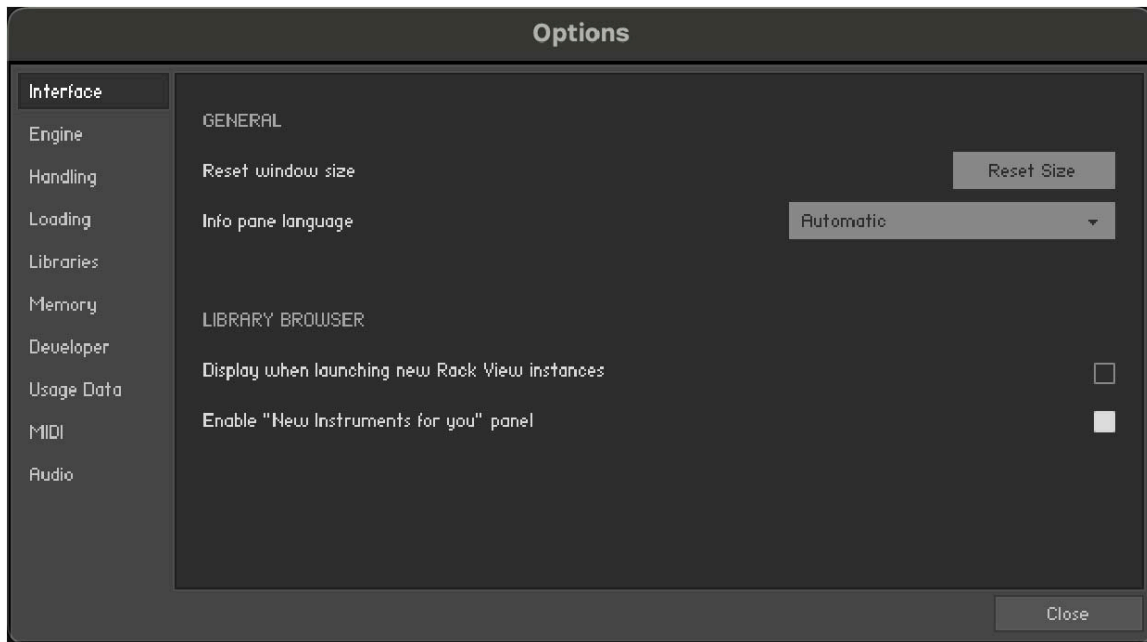 Options
Interface
Engine
Handling
Loading
Libraries
Memory
Developer
Usage Data
MIDI
Audio
GENERAL
Reset window size
Reset Size
Info pane language
Automatic
LIBRARY BROWSER
Display when launching new Rack View instances
Enable "New Instruments for you" panel
Close